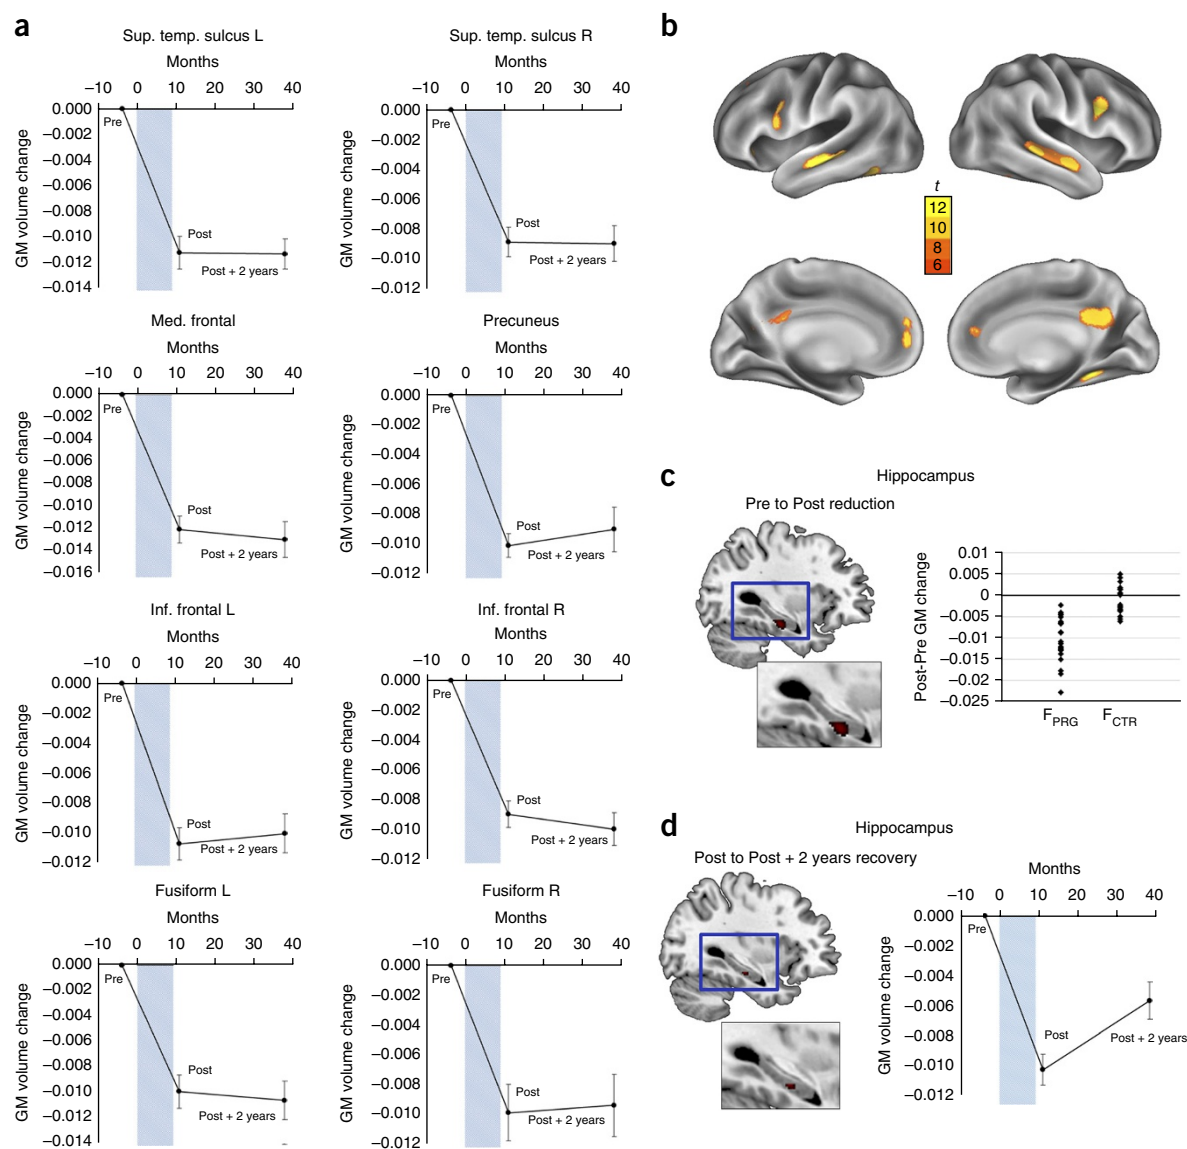 a
Sup. temp. sulcus L
Months
−10 0 10 20 30 40
0.000
−0.002
−0.004
−0.006
−0.008
−0.010
−0.012
−0.014
GM volume change
Pre
Post
Post + 2 years
Sup. temp. sulcus R
Months
−10 0 10 20 30 40
0.000
−0.002
−0.004
−0.006
−0.008
−0.010
−0.012
GM volume change
Pre
Post
Post + 2 years
Med. frontal
Months
−10 0 10 20 30 40
0.000
−0.002
−0.004
−0.006
−0.008
−0.010
−0.012
−0.014
−0.016
GM volume change
Pre
Post
Post + 2 years
Precuneus
Months
−10 0 10 20 30 40
0.000
−0.002
−0.004
−0.006
−0.008
−0.010
−0.012
GM volume change
Pre
Post
Post + 2 years
Inf. frontal L
Months
−10 0 10 20 30 40
0.000
−0.002
−0.004
−0.006
−0.008
−0.010
−0.012
GM volume change
Pre
Post
Post + 2 years
Inf. frontal R
Months
−10 0 10 20 30 40
0.000
−0.002
−0.004
−0.006
−0.008
−0.010
−0.012
GM volume change
Pre
Post
Post + 2 years
Fusiform L
Months
−10 0 10 20 30 40
0.000
−0.002
−0.004
−0.006
−0.008
−0.010
−0.012
−0.014
GM volume change
Pre
Post
Post + 2 years
Fusiform R
Months
−10 0 10 20 30 40
0.000
−0.002
−0.004
−0.006
−0.008
−0.010
−0.012
GM volume change
Pre
Post
Post + 2 years
b
t
12
10
8
6
c
Hippocampus
Pre to Post reduction
Post-Pre GM change
0.01
0.005
0
−0.005
−0.01
−0.015
−0.02
−0.025
FPRG FCTR
d
Hippocampus
Post to Post + 2 years recovery
Months
−10 0 10 20 30 40
0.000
−0.002
−0.004
−0.006
−0.008
−0.010
−0.012
GM volume change
Pre
Post
Post + 2 years